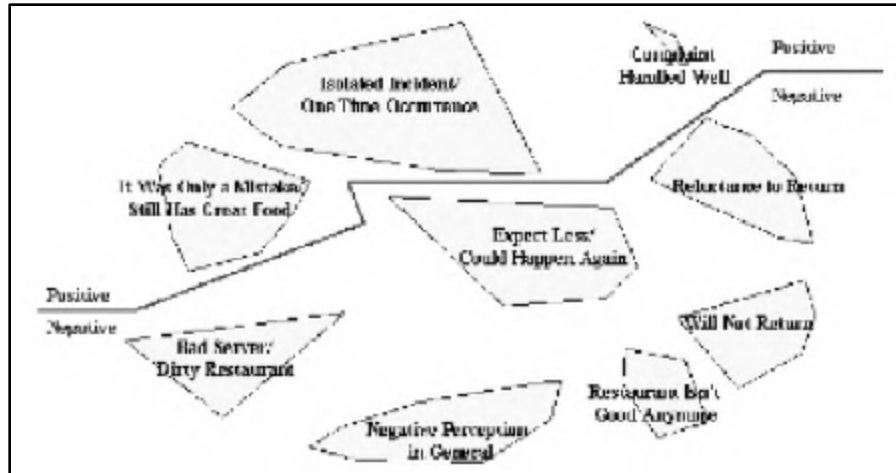 Positive
Complaint
Handled Well
Negative
Isolated Incident/
One Time Occurrence
It Was Only a Mistake/
Still Has Great Food
Reluctance to Return
Expect Less/
Could Happen Again
Positive
Negative
Bad Server/
Dirty Restaurant
Will Not Return
Restaurant Isn't
Good Anymore
Negative Perception
in General